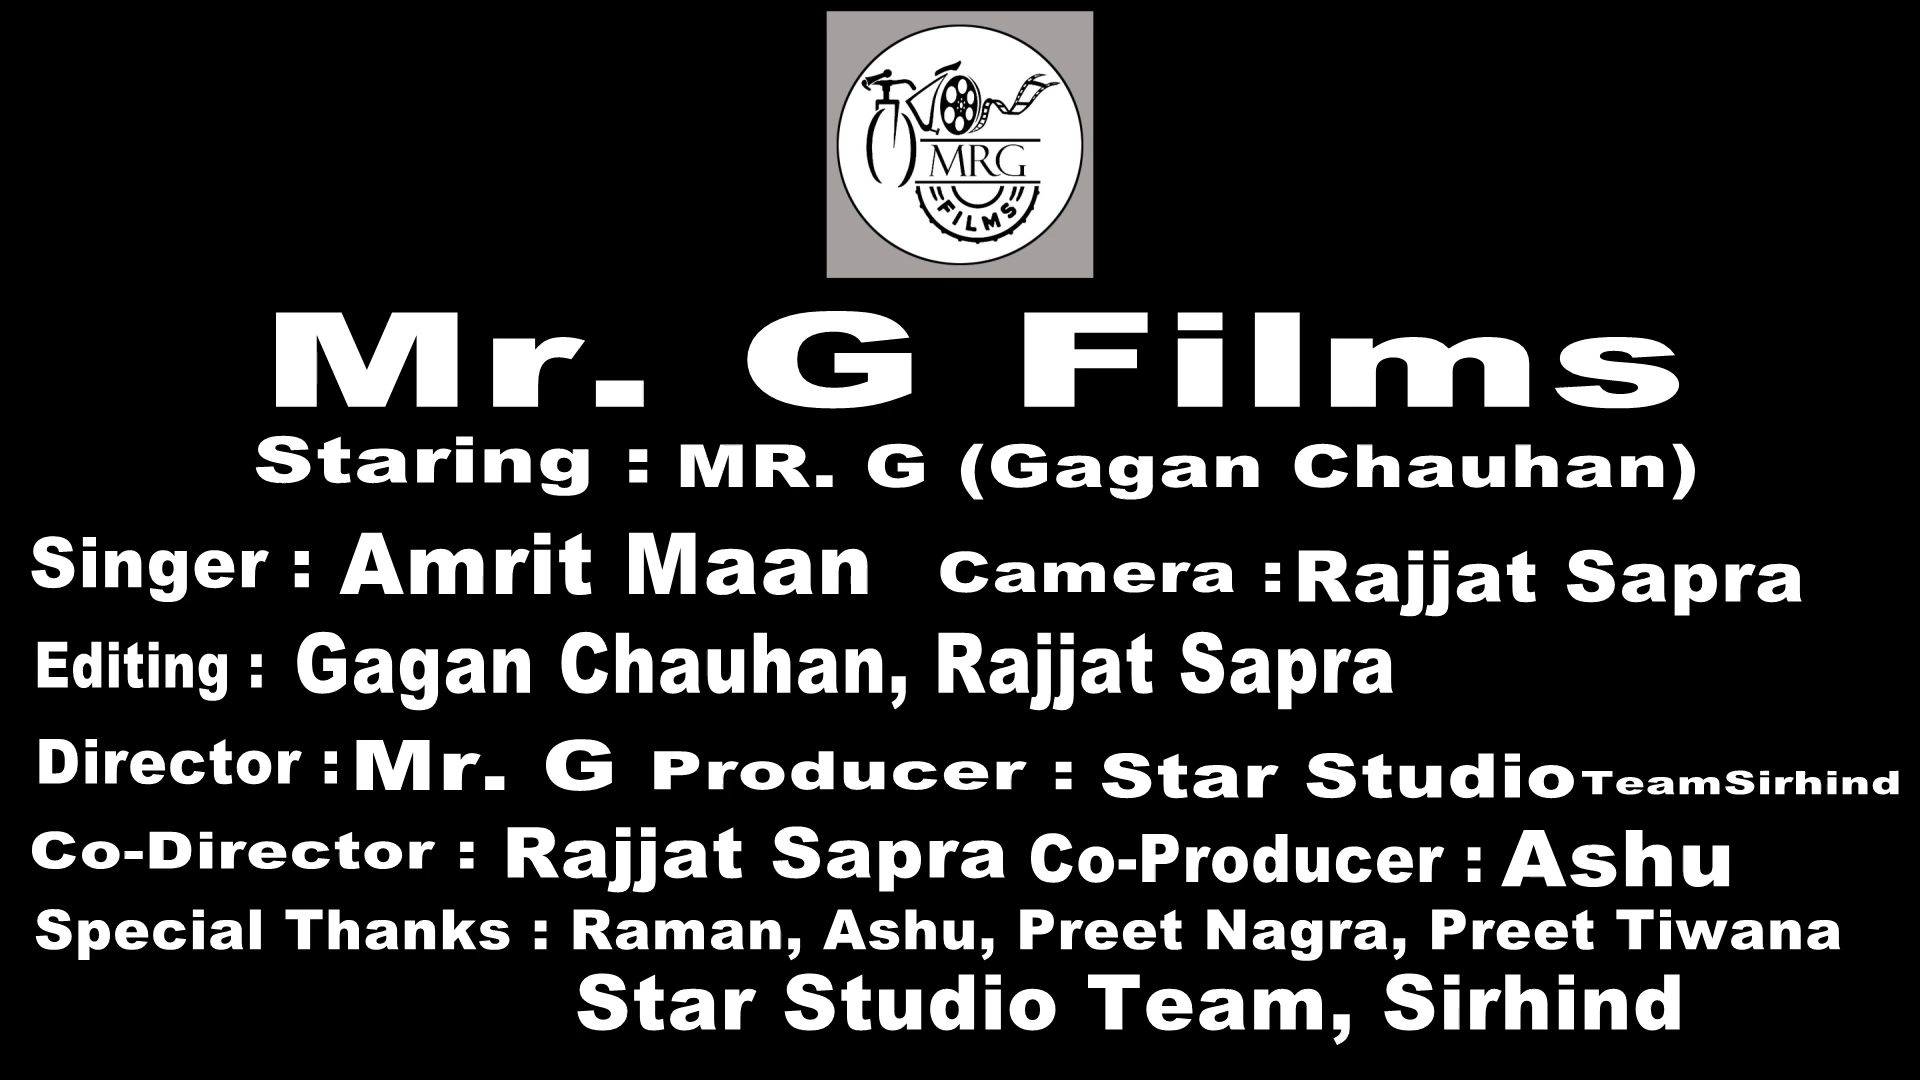 MRG
FILMS
Mr. G Films
Staring : MR. G (Gagan Chauhan)
Singer : Amrit Maan Camera : Rajjat Sapra
Editing : Gagan Chauhan, Rajjat Sapra
Director : Mr. G Producer : Star Studio TeamSirhind
Co-Director : Rajjat Sapra Co-Producer : Ashu
Special Thanks : Raman, Ashu, Preet Nagra, Preet Tiwana
Star Studio Team, Sirhind